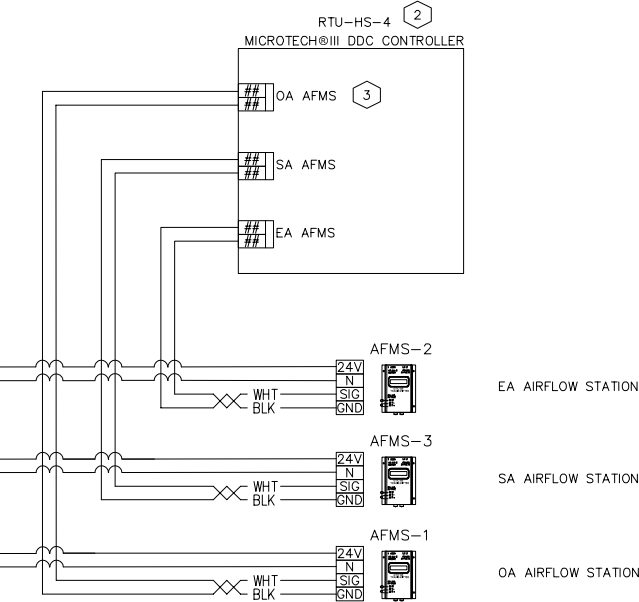 RTU-HS-4 2
MICROTECH®III DDC CONTROLLER
##
##
OA AFMS 3
##
##
SA AFMS
##
##
EA AFMS
AFMS-2
24V
N
WHT SIG
BLK GND
EA AIRFLOW STATION
AFMS-3
24V
N
WHT SIG
BLK GND
SA AIRFLOW STATION
AFMS-1
24V
N
WHT SIG
BLK GND
OA AIRFLOW STATION